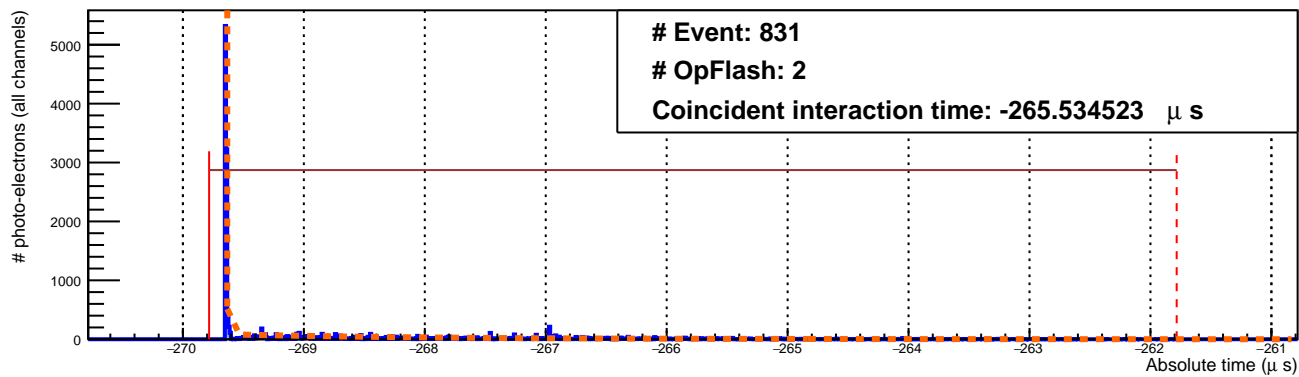 # Event: 831
# OpFlash: 2
Coincident interaction time: -265.534523 μ s
# photo-electrons (all channels)
5000
4000
3000
2000
1000
0
−270 −269 −268 −267 −266 −265 −264 −263 −262 −261
Absolute time (μ s)